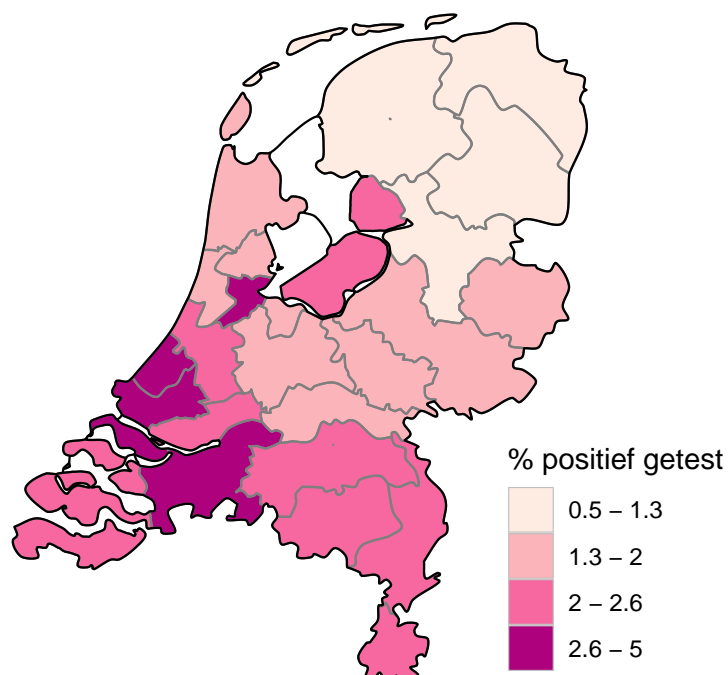 % positief getest
0.5 – 1.3
1.3 – 2
2 – 2.6
2.6 – 5